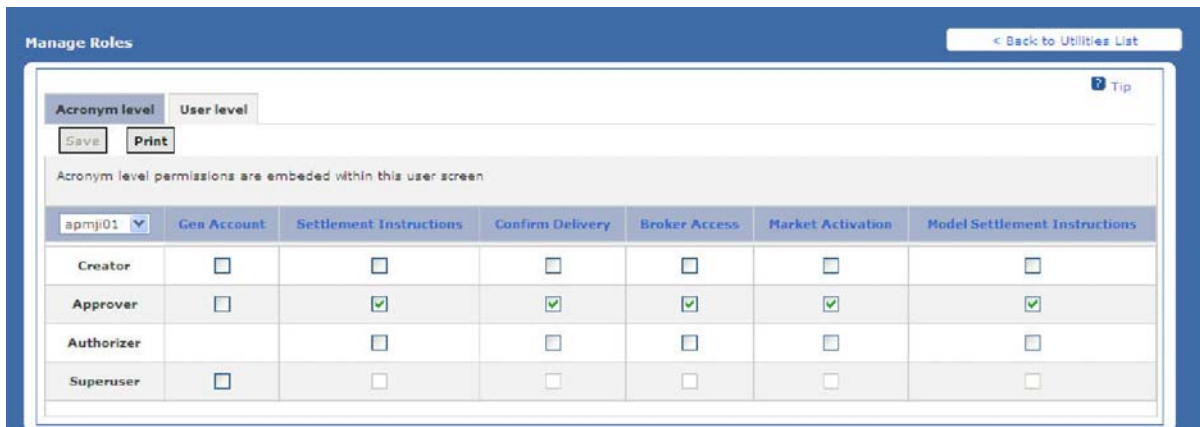 Manage Roles
< Back to Utilities List
? Tip
Acronym level User level
Save Print
Acronym level permissions are embeded within this user screen
apmji01 Gen Account Settlement Instructions Confirm Delivery Broker Access Market Activation Model Settlement Instructions
Creator
Approver
Authorizer
Superuser